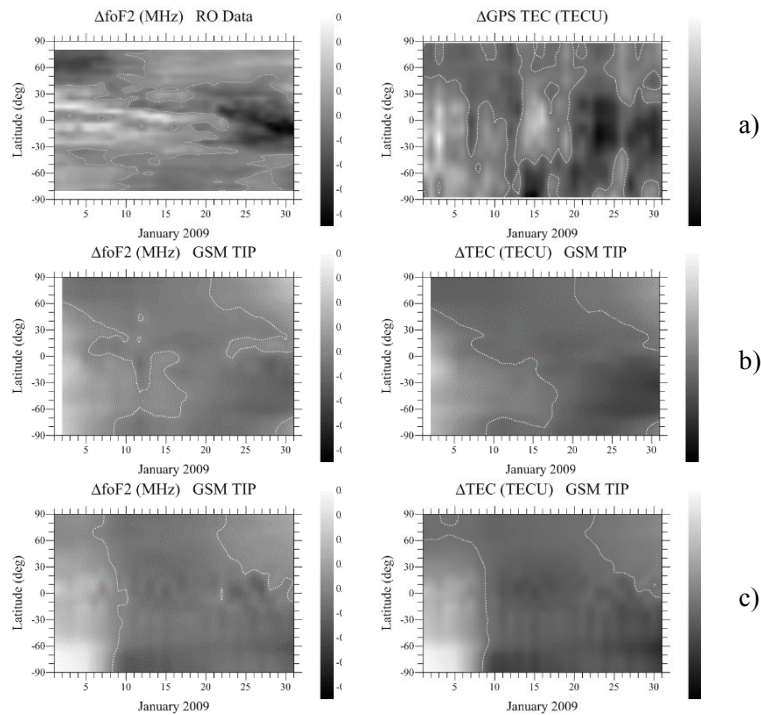 ΔfoF2 (MHz) RO Data
ΔGPS TEC (TECU)
90
60
30
0
-30
-60
-90
Latitude (deg)
5 10 15 20 25 30
January 2009
90
60
30
0
-30
-60
-90
Latitude (deg)
5 10 15 20 25 30
January 2009
a)
ΔfoF2 (MHz) GSM TIP
ΔTEC (TECU) GSM TIP
90
60
30
0
-30
-60
-90
Latitude (deg)
5 10 15 20 25 30
January 2009
90
60
30
0
-30
-60
-90
Latitude (deg)
5 10 15 20 25 30
January 2009
b)
ΔfoF2 (MHz) GSM TIP
ΔTEC (TECU) GSM TIP
90
60
30
0
-30
-60
-90
Latitude (deg)
5 10 15 20 25 30
January 2009
90
60
30
0
-30
-60
-90
Latitude (deg)
5 10 15 20 25 30
January 2009
c)